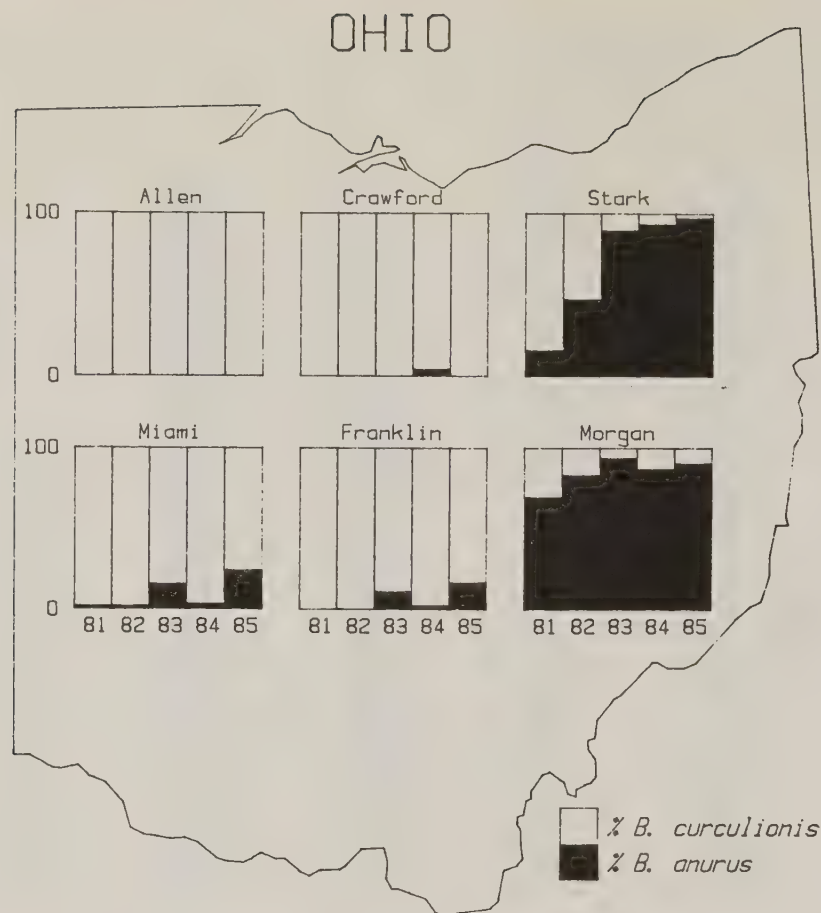 OHIO
Allen Crawford Stark
100
0
Miami Franklin Morgan
100
0
81 82 83 84 85 81 82 83 84 85 81 82 83 84 85
% B. curculionis
% B. anurus